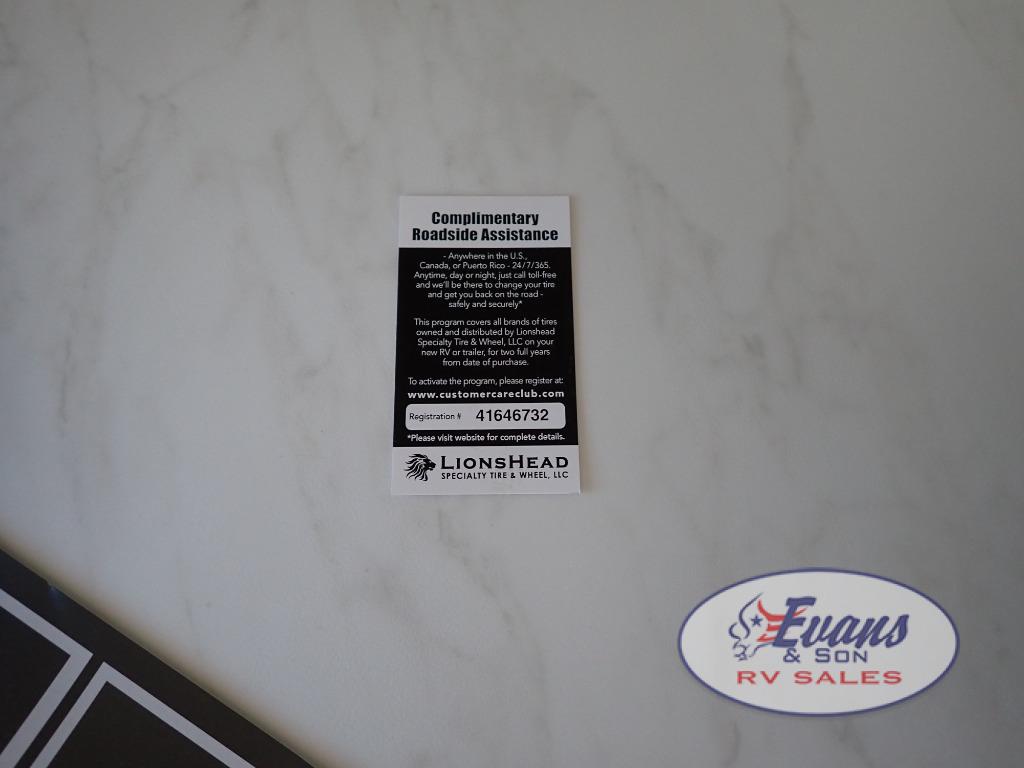 Complimentary
Roadside Assistance
- Anywhere in the U.S.,
Canada, or Puerto Rico - 24/7/365.
Anytime, day or night, just call toll-free
and we'll be there to change your tire
and get you back on the road -
safely and securely*
This program covers all brands of tires
owned and distributed by Lionshead
Specialty Tire & Wheel, LLC on your
new RV or trailer, for two full years
from date of purchase.
To activate the program, please register at:
www.customercareclub.com
Registration # 41646732
*Please visit website for complete details.
LIONSHEAD
SPECIALTY TIRE & WHEEL, LLC
Evans
& SON
RV SALES